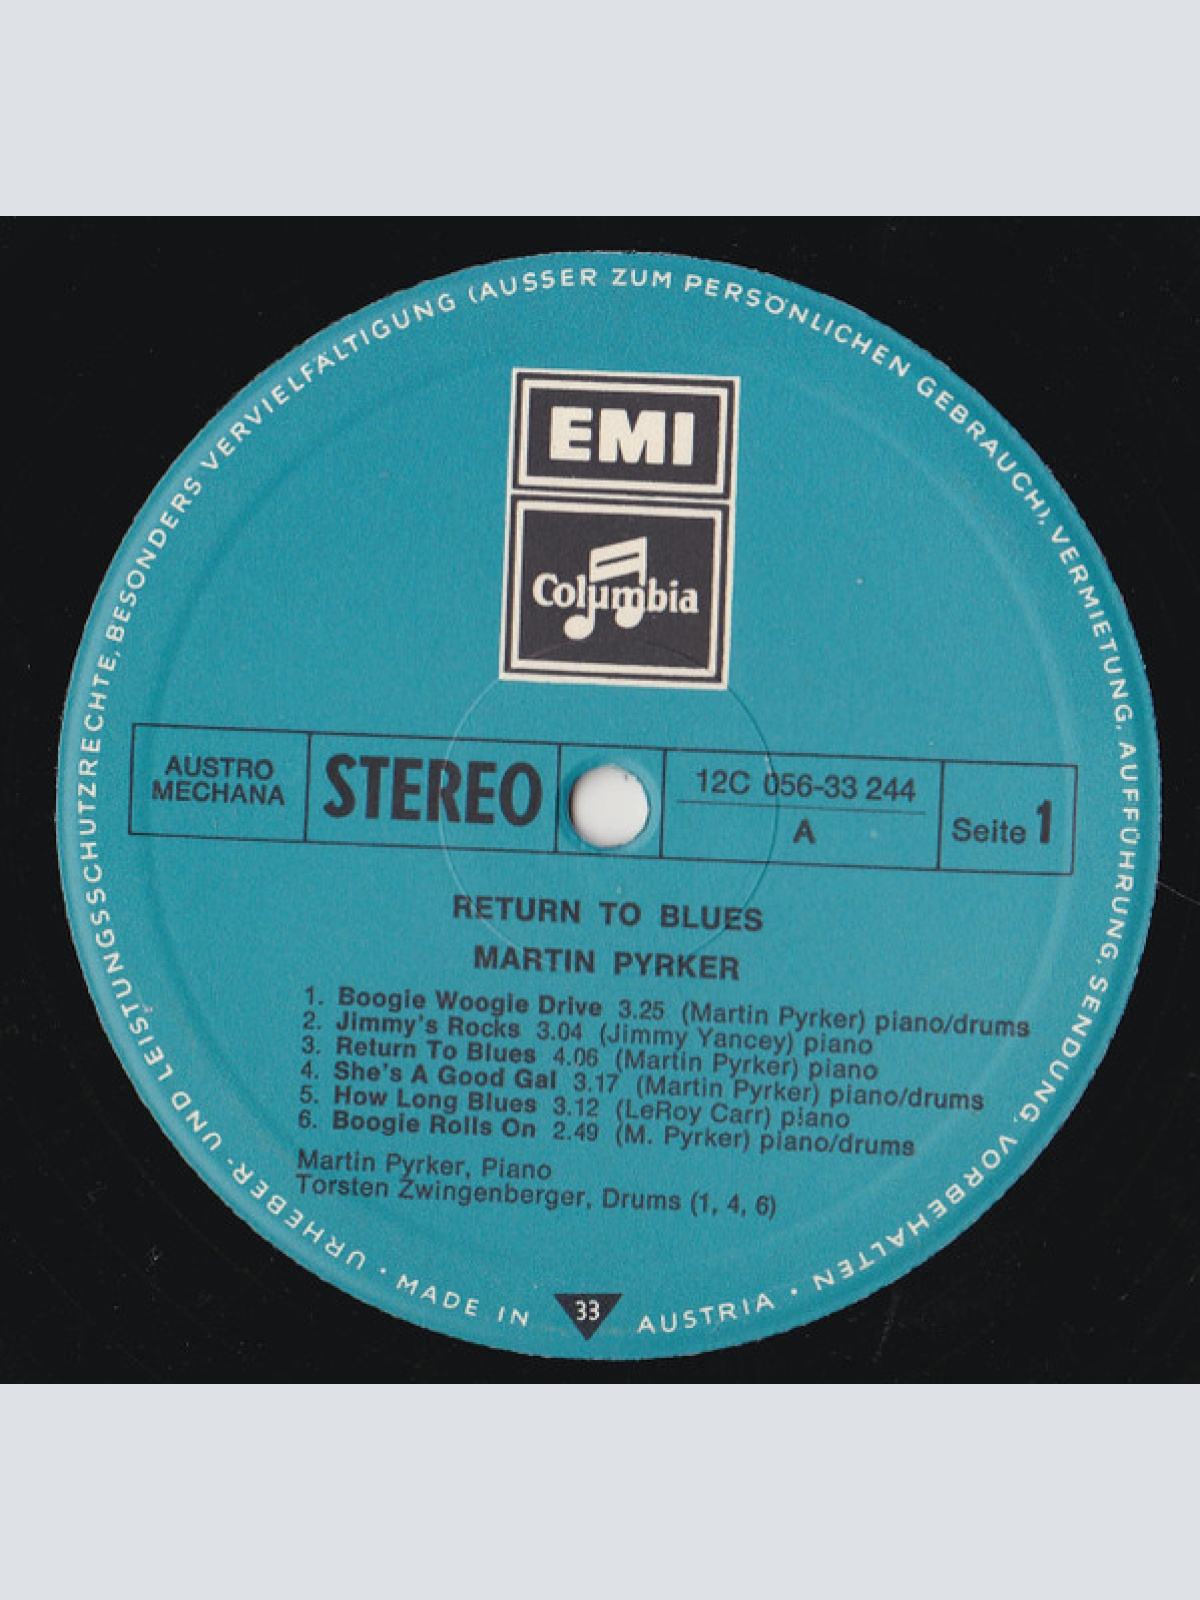 URHEBER- UND LEISTUNGSSCHUTZRECHTE, BESONDERS VERVIELFÄLTIGUNG (AUSSER ZUM PERSÖNLICHEN GEBRAUCH), VERMIETUNG, AUFFÜHRUNG, SENDUNG, VORBEHALTEN •
EMI
Columbia
AUSTRO
MECHANA
STEREO
12C 056-33 244
A
Seite 1
RETURN TO BLUES
MARTIN PYRKER
1. Boogie Woogie Drive 3.25 (Martin Pyrker) piano/drums
2. Jimmy's Rocks 3.04 (Jimmy Yancey) piano
3. Return To Blues 4.06 (Martin Pyrker) piano
4. She's A Good Gal 3.17 (Martin Pyrker) piano/drums
5. How Long Blues 3.12 (LeRoy Carr) piano
6. Boogie Rolls On 2.49 (M. Pyrker) piano/drums
Martin Pyrker, Piano
Torsten Zwingenberger, Drums (1, 4, 6)
• MADE IN 33 AUSTRIA